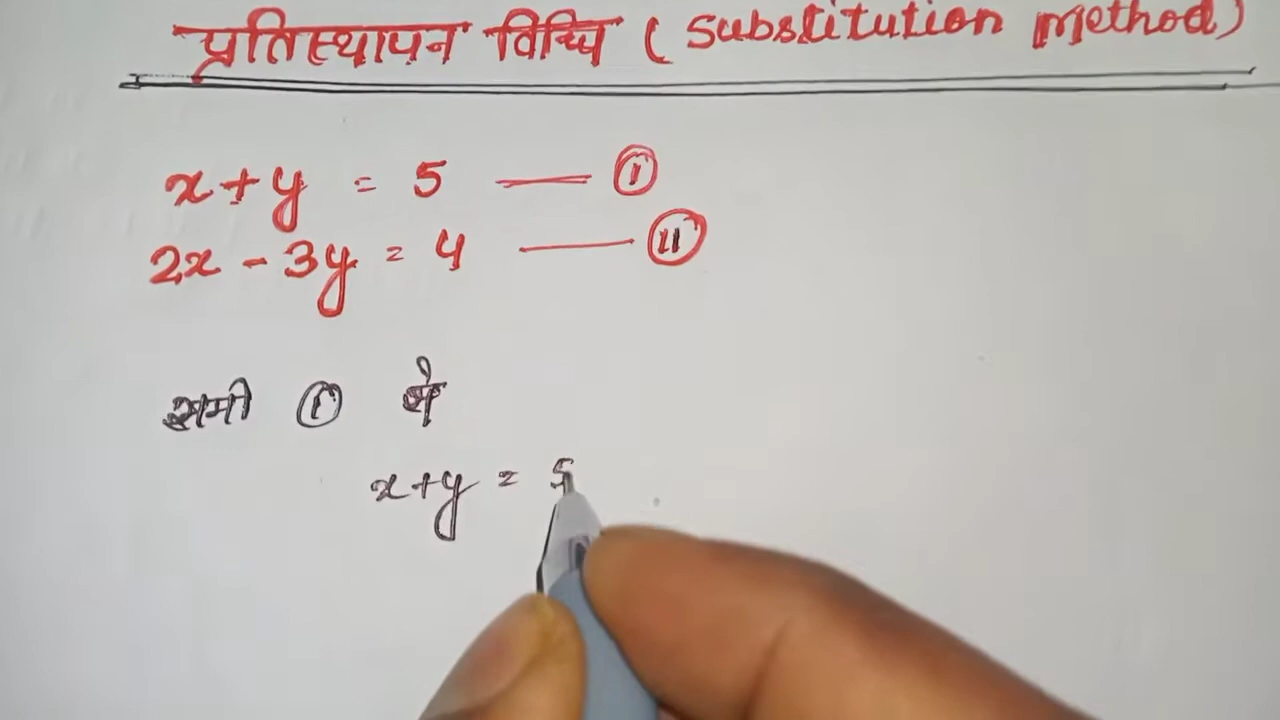 प्रतिस्थापन विधि ( Substitution Method )
x + y = 5 —— (I)
2x - 3y = 4 —— (II)
समी (I) से
x + y = 5